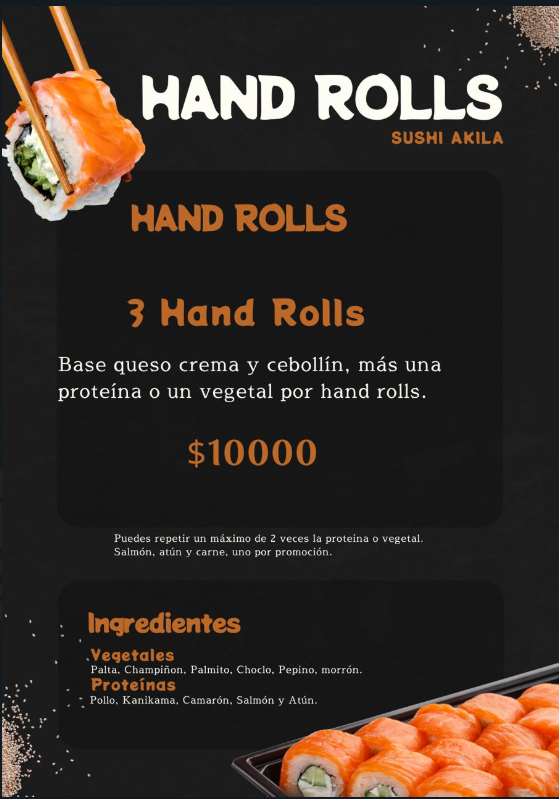 HAND ROLLS
SUSHI AKILA
HAND ROLLS
3 Hand Rolls
Base queso crema y cebollín, más una
proteína o un vegetal por hand rolls.
$10000
Puedes repetir un máximo de 2 veces la proteína o vegetal.
Salmón, atún y carne, uno por promoción.
Ingredientes
Vegetales
Palta, Champiñon, Palmito, Choclo, Pepino, morrón.
Proteínas
Pollo, Kanikama, Camarón, Salmón y Atún.